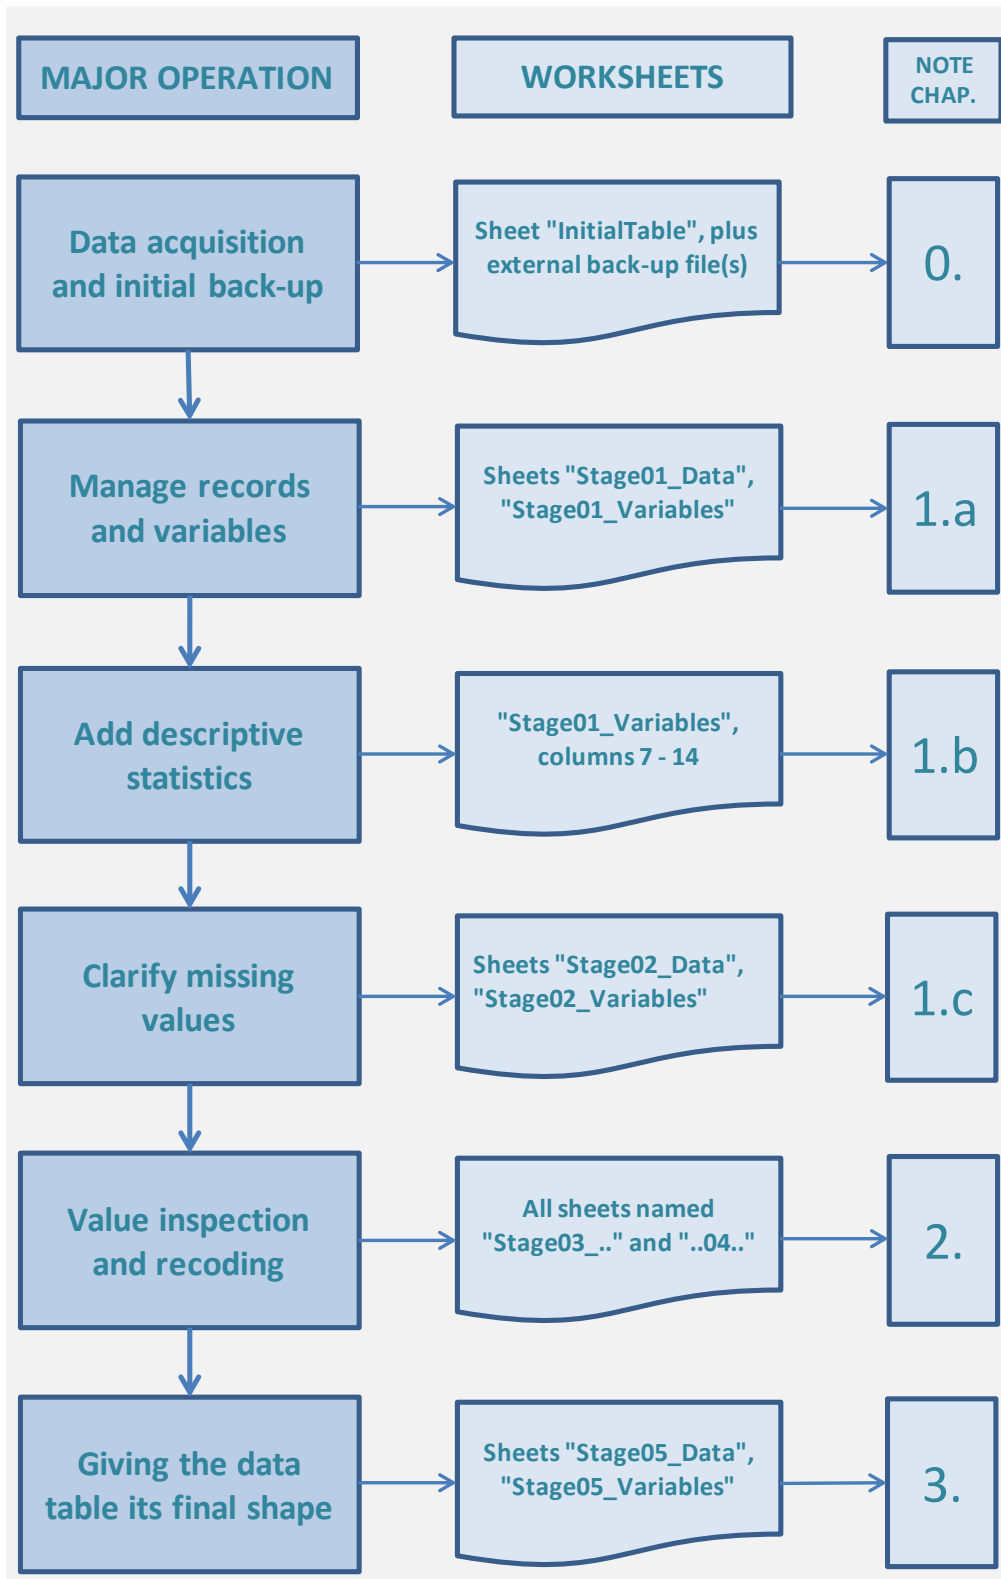 MAJOR OPERATION
WORKSHEETS
NOTE
CHAP.
Data acquisition
and initial back-up
Sheet "InitialTable", plus
external back-up file(s)
0.
Manage records
and variables
Sheets "Stage01_Data",
"Stage01_Variables"
1.a
Add descriptive
statistics
"Stage01_Variables",
columns 7 - 14
1.b
Clarify missing
values
Sheets "Stage02_Data",
"Stage02_Variables"
1.c
Value inspection
and recoding
All sheets named
"Stage03_.." and "..04.."
2.
Giving the data
table its final shape
Sheets "Stage05_Data",
"Stage05_Variables"
3.